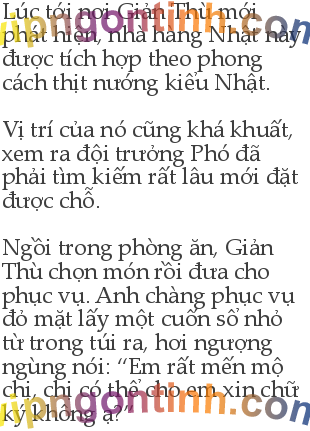 Lúc tới nơi Giản Thù mới
phát hiện, nhà hàng Nhật này
được tích hợp theo phong
cách thịt nướng kiểu Nhật.
Vị trí của nó cũng khá khuất,
xem ra đội trưởng Phó đã
phải tìm kiếm rất lâu mới đặt
được chỗ.
Ngồi trong phòng ăn, Giản
Thù chọn món rồi đưa cho
phục vụ. Anh chàng phục vụ
đỏ mặt lấy một cuốn sổ nhỏ
từ trong túi ra, hơi ngượng
ngùng nói: “Em rất mến mộ
chị, chị có thể cho em xin chữ
ký không ạ?”
vipngontinh.com
vipngontinh.com